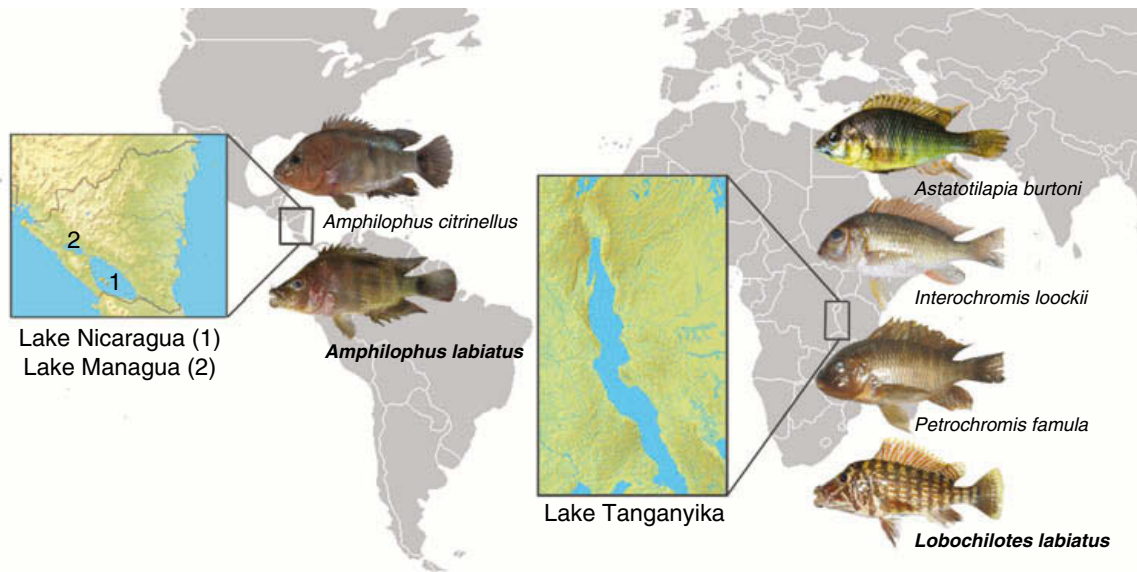 Amphilophus citrinellus
2
1
Lake Nicaragua (1)
Lake Managua (2)
Amphilophus labiatus
Astatotilapia burtoni
Interochromis loockii
Petrochromis famula
Lake Tanganyika
Lobochilotes labiatus